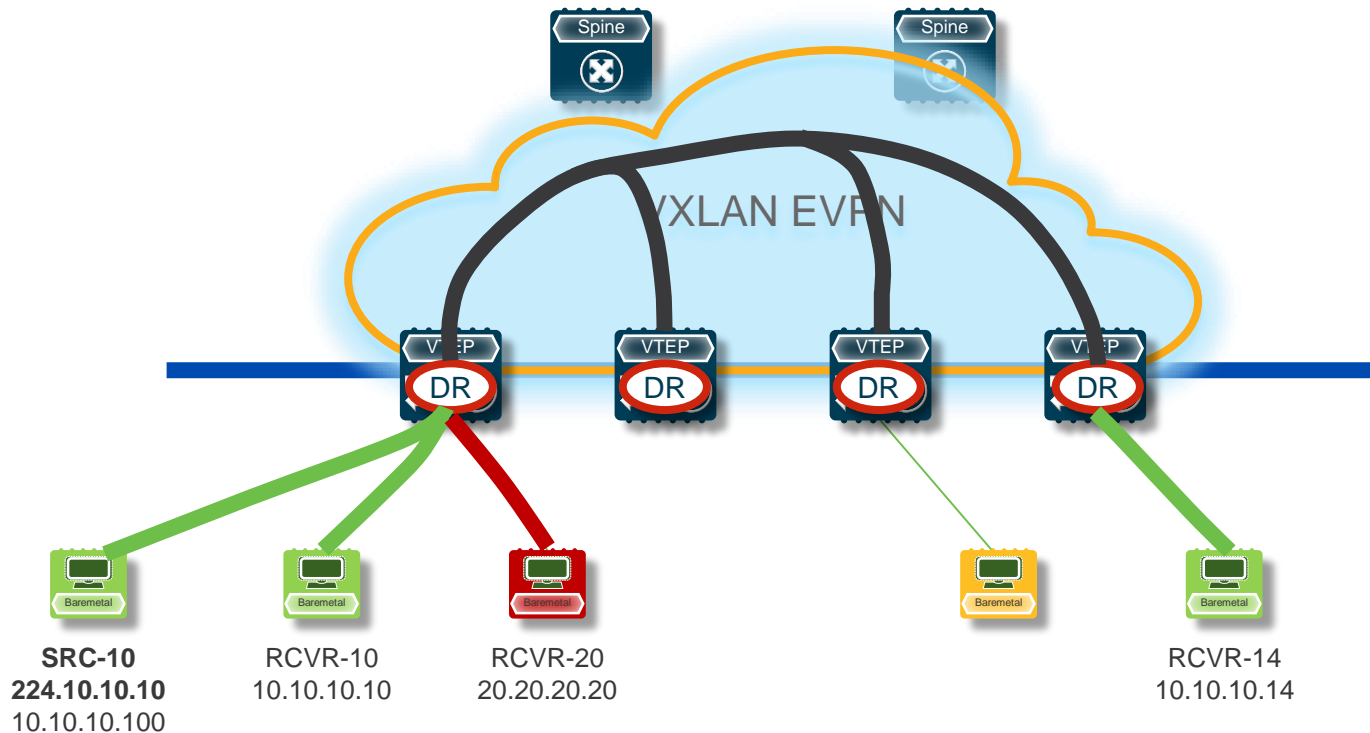 Spine
Spine
VXLAN EVPN
VTEP
VTEP
VTEP
VTEP
DR
DR
DR
DR
Baremetal
Baremetal
Baremetal
Baremetal
Baremetal
SRC-10
224.10.10.10
10.10.10.100
RCVR-10
10.10.10.10
RCVR-20
20.20.20.20
RCVR-14
10.10.10.14